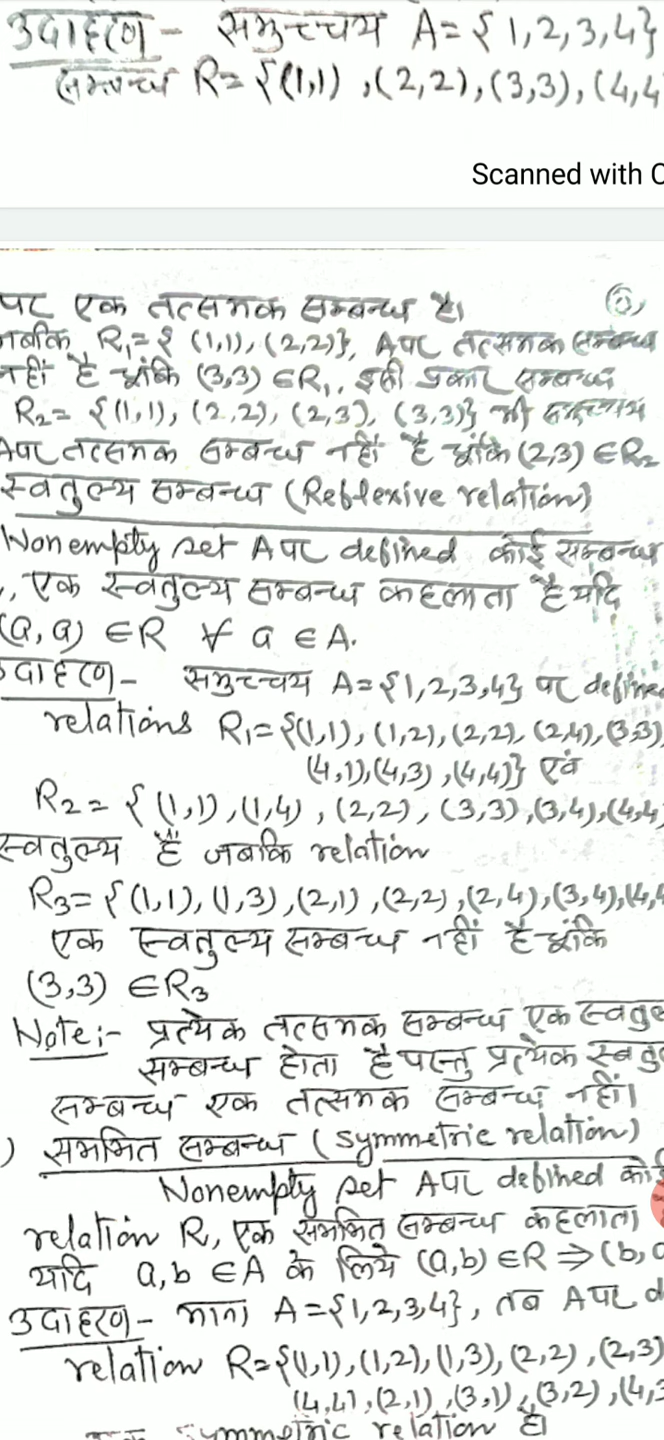 उदाहरण - समुच्चय A = {1,2,3,4}
सम्बन्ध R = {(1,1), (2,2), (3,3), (4,4
Scanned with C
पर एक तत्समक सम्बन्ध है।
जबकि R₁ = { (1,1), (2,2)}, A पर तत्समक सम्बन्ध
नहीं है चूंकि (3,3) ∈R₁, इसी प्रकार सम्बन्ध
R₂ = {(1,1), (2,2), (2,3), (3,3)} भी
A पर तत्समक सम्बन्ध नहीं है चूंकि (2,3) ∈R₂
स्वतुल्य सम्बन्ध (Reflexive relation)
Nonempty set A पर defined कोई सम्बन्ध
, एक स्वतुल्य सम्बन्ध कहलाता है यदि
(a, a) ∈R ∀ a ∈A.
उदाहरण - समुच्चय A = {1,2,3,4} पर define
relations R₁ = {(1,1), (1,2), (2,2), (2,4), (3,3),
(4,1), (4,3), (4,4)} एवं
R₂ = { (1,1), (1,4), (2,2), (3,3), (3,4), (4,4
स्वतुल्य हैं जबकि relation
R₃ = { (1,1), (1,3), (2,1), (2,2), (2,4), (3,4), (4,4
एक स्वतुल्य सम्बन्ध नहीं है चूंकि
(3,3) ∈R₃
Note:- प्रत्येक तत्समक सम्बन्ध एक स्वतुल
सम्बन्ध होता है परन्तु प्रत्येक स्वतु
सम्बन्ध एक तत्समक सम्बन्ध नहीं।
) सममित सम्बन्ध (symmetric relation)
Nonempty set A पर defined कोई
relation R, एक सममित सम्बन्ध कहलाता
यदि a,b ∈A के लिये (a,b) ∈R ⇒ (b,a
उदाहरण - माना A = {1,2,3,4}, तब A पर d
relation R = {(1,1), (1,2), (1,3), (2,2), (2,3)
(4,4), (2,1), (3,1), (3,2), (4,3
symmetric relation है।